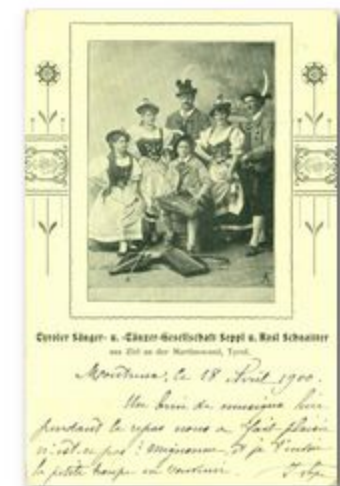 Tyroler Sänger- u. -Tänzer-Gesellschaft Seppl u. Rosl Schnaitter
aus Zirl an der Martinswand, Tyrol.
le 18 Avril 1900.
Un brin de musique hier
pendant le repas nous a fait plaisir
n'est-ce pas? mignonne, et je t'envoie
la petite troupe en souvenir